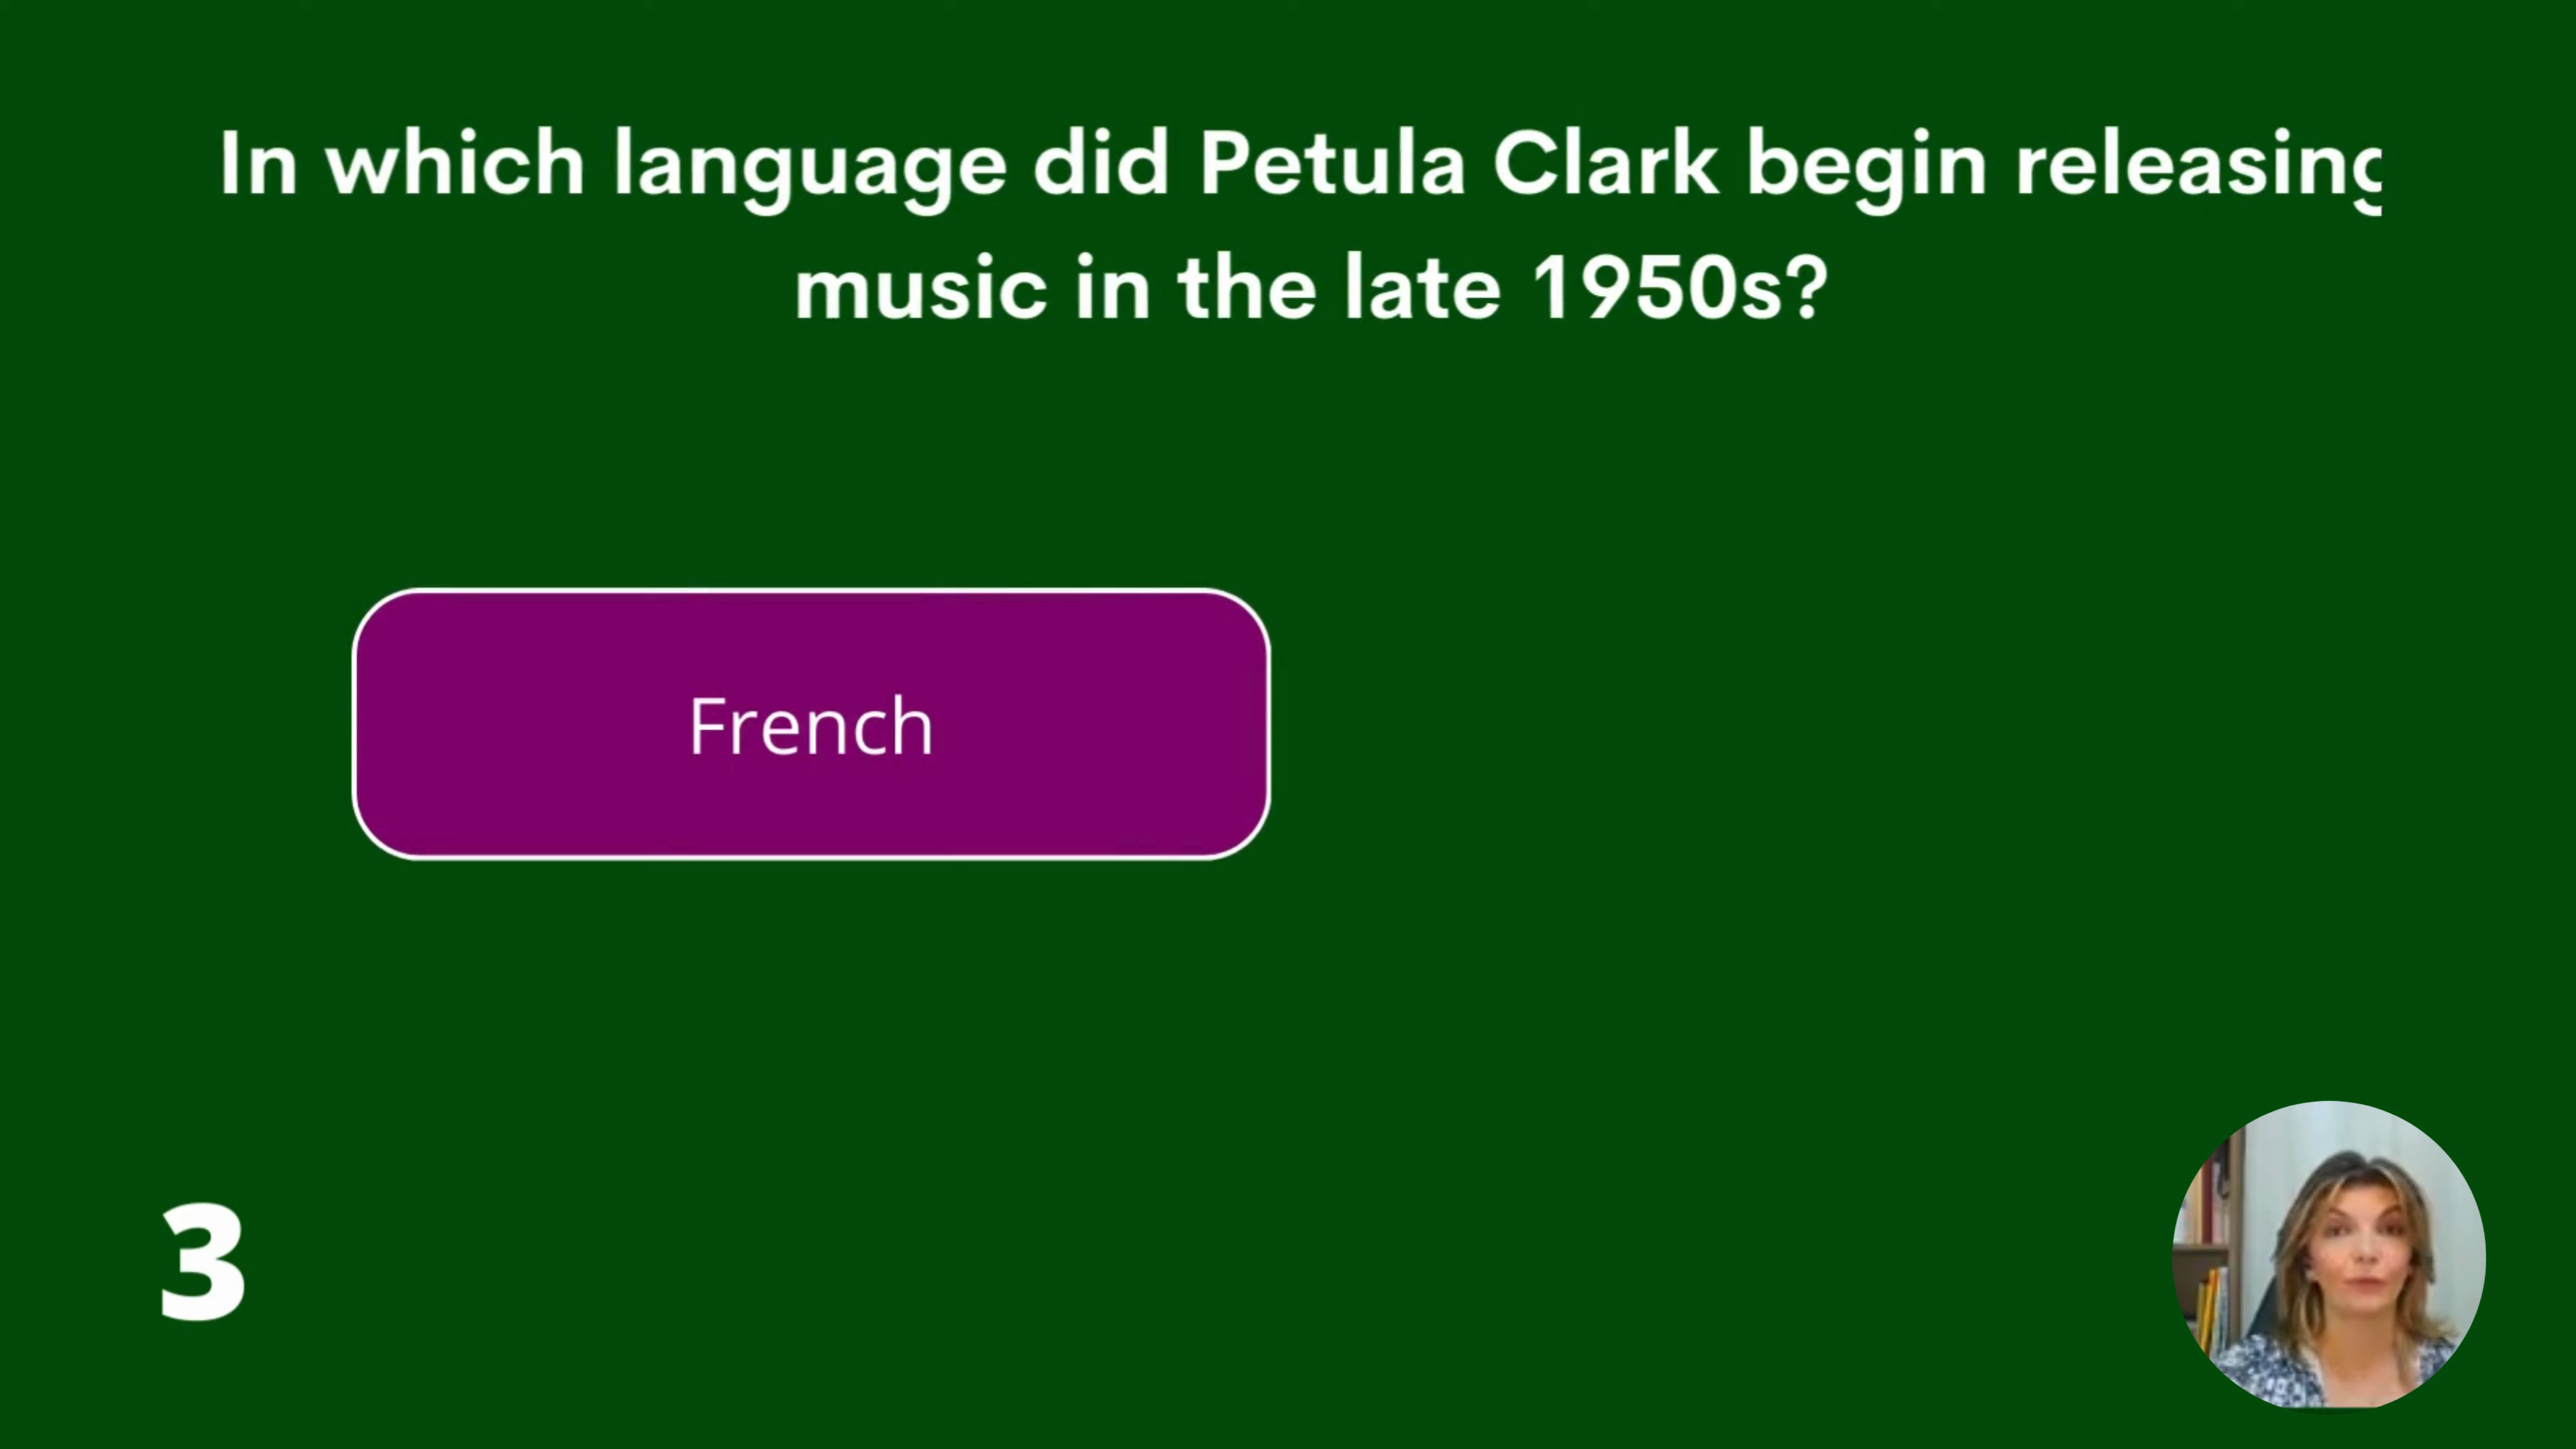 In which language did Petula Clark begin releasing
music in the late 1950s?
French
3